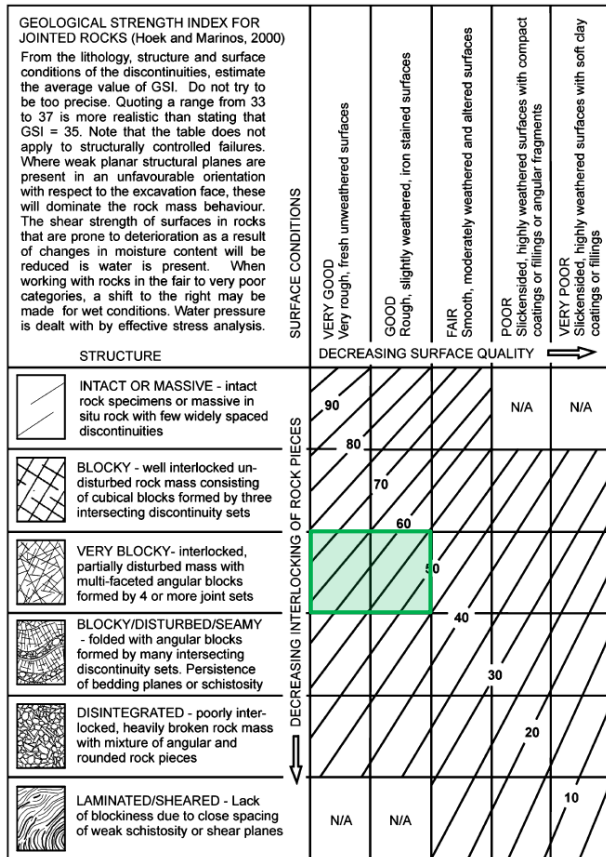 GEOLOGICAL STRENGTH INDEX FOR
JOINTED ROCKS (Hoek and Marinos, 2000)
From the lithology, structure and surface
conditions of the discontinuities, estimate
the average value of GSI. Do not try to
be too precise. Quoting a range from 33
to 37 is more realistic than stating that
GSI = 35. Note that the table does not
apply to structurally controlled failures.
Where weak planar structural planes are
present in an unfavourable orientation
with respect to the excavation face, these
will dominate the rock mass behaviour.
The shear strength of surfaces in rocks
that are prone to deterioration as a result
of changes in moisture content will be
reduced is water is present. When
working with rocks in the fair to very poor
categories, a shift to the right may be
made for wet conditions. Water pressure
is dealt with by effective stress analysis.
STRUCTURE
SURFACE CONDITIONS
VERY GOOD
Very rough, fresh unweathered surfaces
GOOD
Rough, slightly weathered, iron stained surfaces
FAIR
Smooth, moderately weathered and altered surfaces
POOR
Slickensided, highly weathered surfaces with compact
coatings or fillings or angular fragments
VERY POOR
Slickensided, highly weathered surfaces with soft clay
coatings or fillings
DECREASING SURFACE QUALITY
DECREASING INTERLOCKING OF ROCK PIECES
INTACT OR MASSIVE - intact
rock specimens or massive in
situ rock with few widely spaced
discontinuities
BLOCKY - well interlocked un-
disturbed rock mass consisting
of cubical blocks formed by three
intersecting discontinuity sets
VERY BLOCKY- interlocked,
partially disturbed mass with
multi-faceted angular blocks
formed by 4 or more joint sets
BLOCKY/DISTURBED/SEAMY
- folded with angular blocks
formed by many intersecting
discontinuity sets. Persistence
of bedding planes or schistosity
DISINTEGRATED - poorly inter-
locked, heavily broken rock mass
with mixture of angular and
rounded rock pieces
LAMINATED/SHEARED - Lack
of blockiness due to close spacing
of weak schistosity or shear planes
90
N/A
N/A
80
70
60
50
40
30
20
10
N/A
N/A